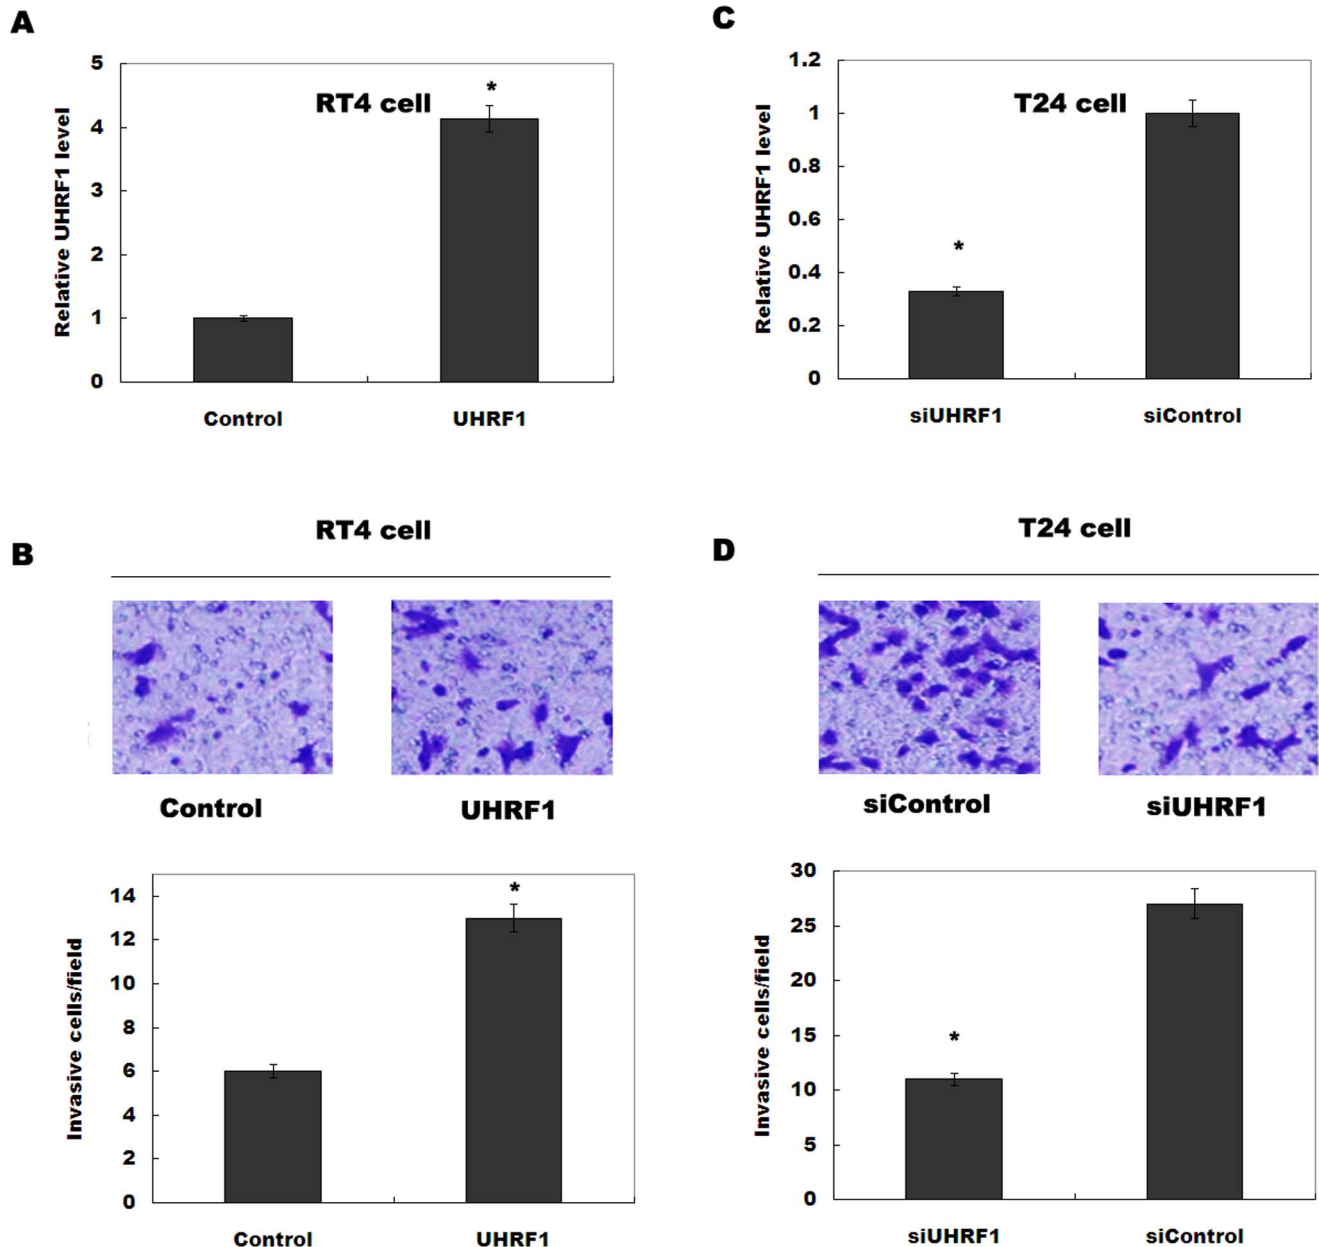 A
Relative UHRF1 level
5
4
3
2
1
0
RT4 cell
*
Control UHRF1
C
Relative UHRF1 level
1.2
1
0.8
0.6
0.4
0.2
0
T24 cell
*
siUHRF1 siControl
B
RT4 cell
Control UHRF1
Invasive cells/field
14
12
10
8
6
4
2
0
*
Control UHRF1
D
T24 cell
siControl siUHRF1
Invasive cells/field
30
25
20
15
10
5
0
*
siUHRF1 siControl